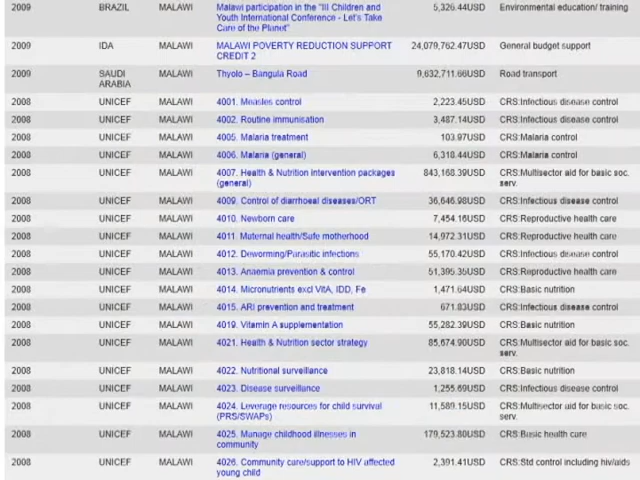 2009 BRAZIL MALAWI Malawi participation in the "III Children and 5,326.44USD Environmental education/ training
Youth International Conference - Let's Take
Care of the Planet"
2009 IDA MALAWI MALAWI POVERTY REDUCTION SUPPORT 24,079,762.47USD General budget support
CREDIT 2
2009 SAUDI MALAWI Thyolo – Bangula Road 9,632,711.66USD Road transport
ARABIA
2008 UNICEF MALAWI 4001. Measles control 2,223.45USD CRS:Infectious disease control
2008 UNICEF MALAWI 4002. Routine immunisation 3,487.14USD CRS:Infectious disease control
2008 UNICEF MALAWI 4005. Malaria treatment 103.97USD CRS:Malaria control
2008 UNICEF MALAWI 4006. Malaria (general) 6,318.44USD CRS:Malaria control
2008 UNICEF MALAWI 4007. Health & Nutrition intervention packages 843,168.39USD CRS:Multisector aid for basic soc.
(general) serv.
2008 UNICEF MALAWI 4009. Control of diarrhoeal diseases/ORT 36,646.98USD CRS:Infectious disease control
2008 UNICEF MALAWI 4010. Newborn care 7,454.16USD CRS:Reproductive health care
2008 UNICEF MALAWI 4011. Maternal health/Safe motherhood 14,972.31USD CRS:Reproductive health care
2008 UNICEF MALAWI 4012. Deworming/Parasitic infections 55,170.42USD CRS:Infectious disease control
2008 UNICEF MALAWI 4013. Anaemia prevention & control 51,395.35USD CRS:Reproductive health care
2008 UNICEF MALAWI 4014. Micronutrients excl VitA, IDD, Fe 1,471.64USD CRS:Basic nutrition
2008 UNICEF MALAWI 4015. ARI prevention and treatment 671.83USD CRS:Infectious disease control
2008 UNICEF MALAWI 4019. Vitamin A supplementation 55,282.39USD CRS:Basic nutrition
2008 UNICEF MALAWI 4021. Health & Nutrition sector strategy 85,674.90USD CRS:Multisector aid for basic soc.
serv.
2008 UNICEF MALAWI 4022. Nutritional surveillance 23,818.14USD CRS:Basic nutrition
2008 UNICEF MALAWI 4023. Disease surveillance 1,255.69USD CRS:Infectious disease control
2008 UNICEF MALAWI 4024. Leverage resources for child survival 11,589.15USD CRS:Multisector aid for basic soc.
(PRS/SWAPs) serv.
2008 UNICEF MALAWI 4025. Manage childhood illnesses in 179,523.80USD CRS:Basic health care
community
2008 UNICEF MALAWI 4026. Community care/support to HIV affected 2,391.41USD CRS:Std control including hiv/aids
young child